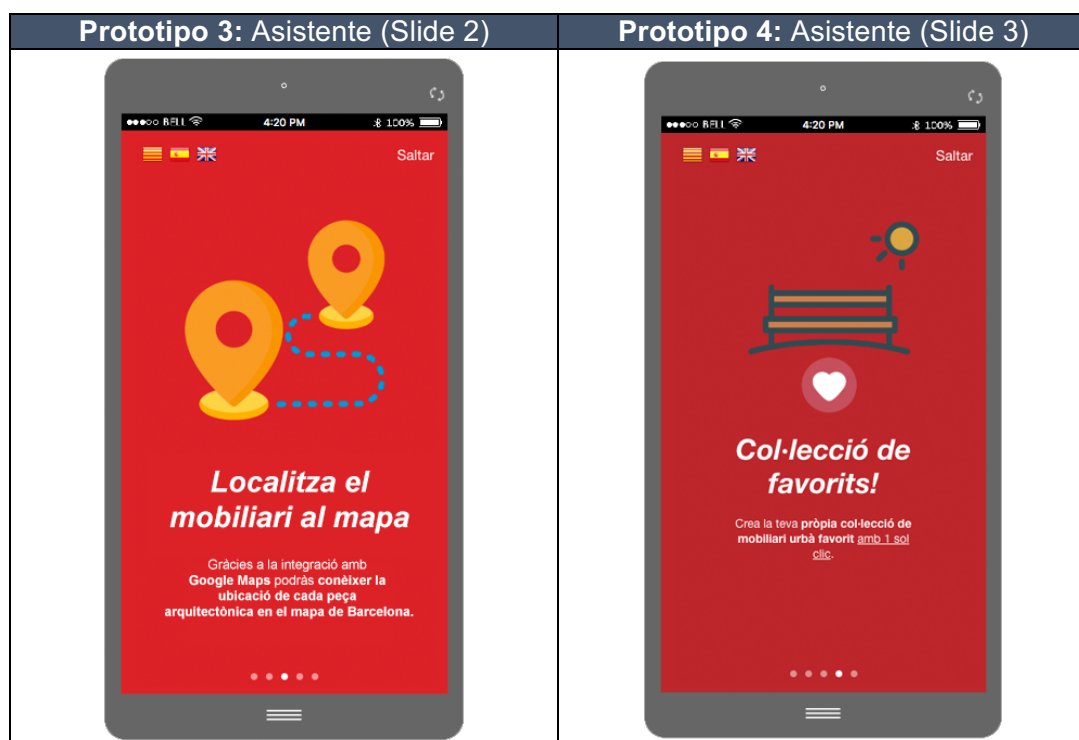 Prototipo 3: Asistente (Slide 2)
●●●○○ BELL 4:20 PM 100%
Saltar
Localitza el
mobiliari al mapa
Gràcies a la integració amb
Google Maps podràs conèixer la
ubicació de cada peça
arquitectònica en el mapa de Barcelona.
Prototipo 4: Asistente (Slide 3)
●●●○○ BELL 4:20 PM 100%
Saltar
Col·lecció de
favorits!
Crea la teva pròpia col·lecció de
mobiliari urbà favorit amb 1 sol
clic.